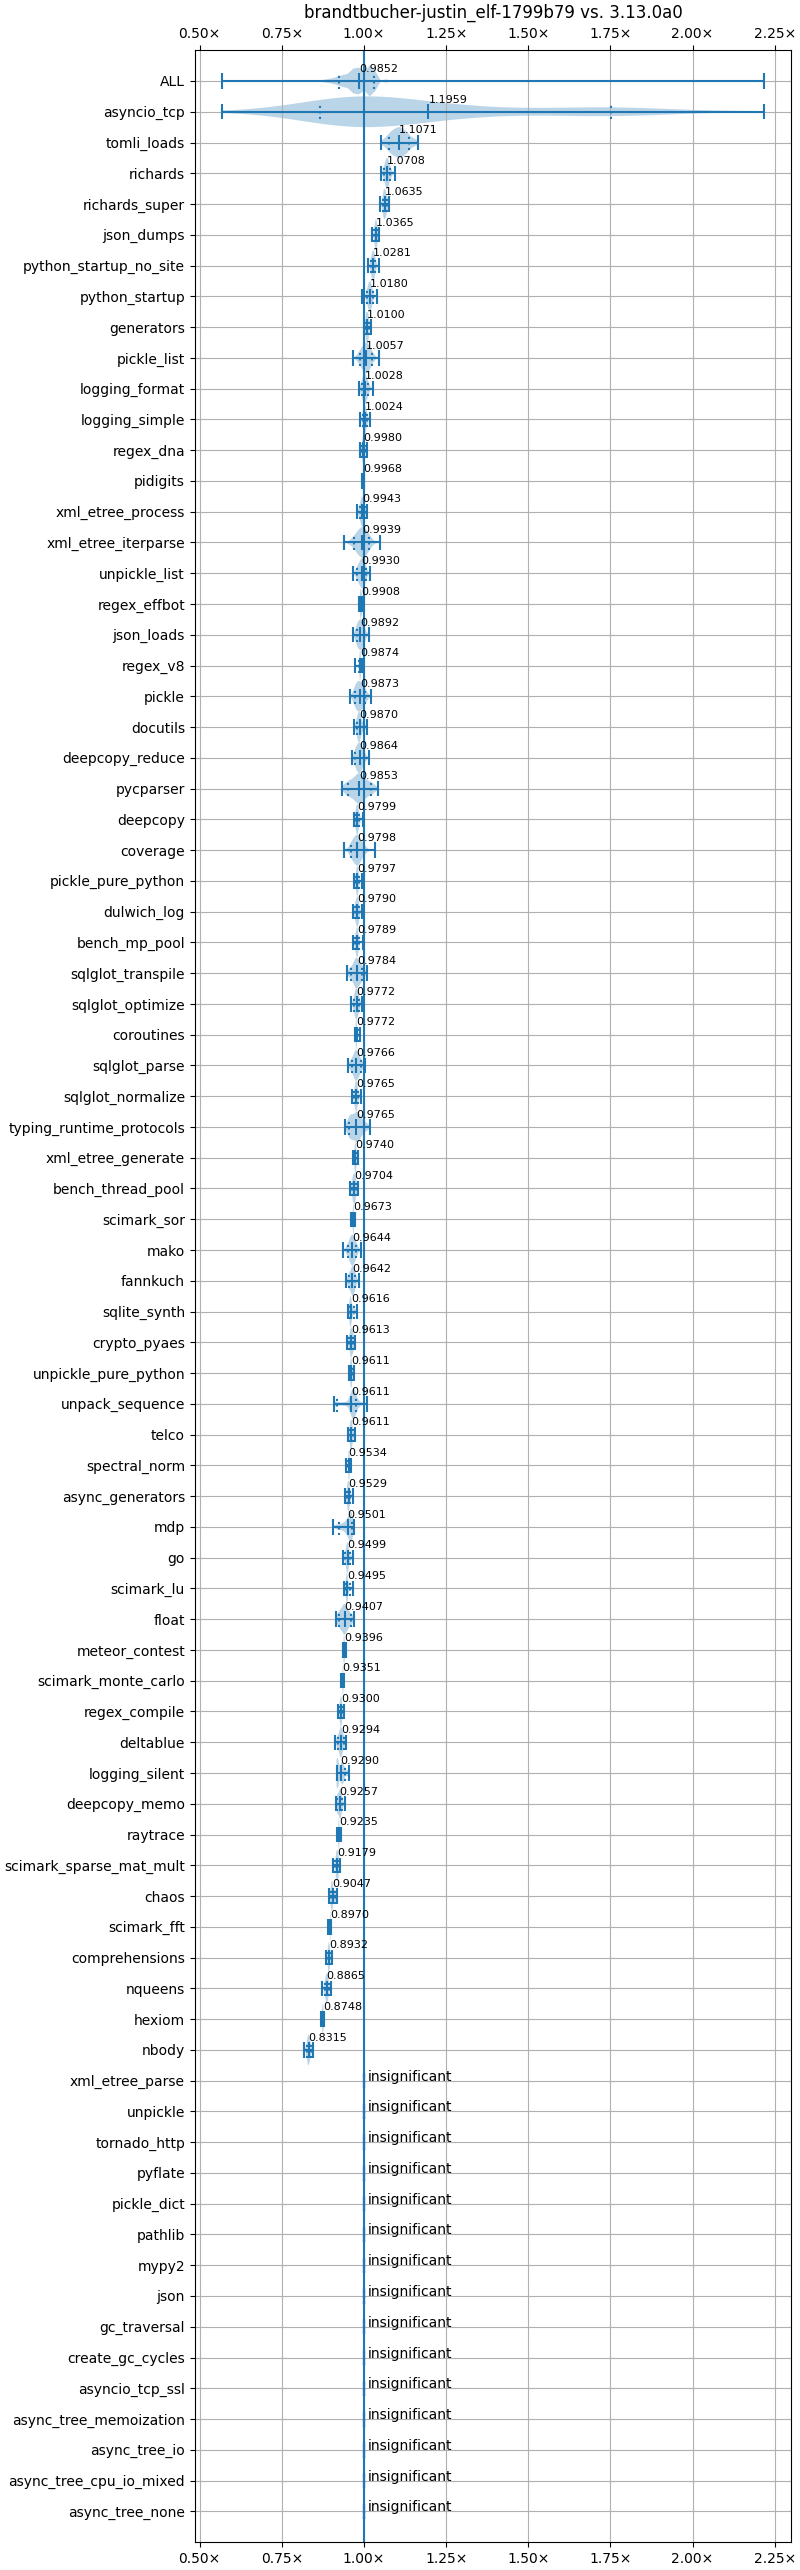 brandtbucher-justin_elf-1799b79 vs. 3.13.0a0
0.50× 0.75× 1.00× 1.25× 1.50× 1.75× 2.00× 2.25×
ALL 0.9852
asyncio_tcp 1.1959
tomli_loads 1.1071
richards 1.0708
richards_super 1.0635
json_dumps 1.0365
python_startup_no_site 1.0281
python_startup 1.0180
generators 1.0100
pickle_list 1.0057
logging_format 1.0028
logging_simple 1.0024
regex_dna 0.9980
pidigits 0.9968
xml_etree_process 0.9943
xml_etree_iterparse 0.9939
unpickle_list 0.9930
regex_effbot 0.9908
json_loads 0.9892
regex_v8 0.9874
pickle 0.9873
docutils 0.9870
deepcopy_reduce 0.9864
pycparser 0.9853
deepcopy 0.9799
coverage 0.9798
pickle_pure_python 0.9797
dulwich_log 0.9790
bench_mp_pool 0.9789
sqlglot_transpile 0.9784
sqlglot_optimize 0.9772
coroutines 0.9772
sqlglot_parse 0.9766
sqlglot_normalize 0.9765
typing_runtime_protocols 0.9765
xml_etree_generate 0.9740
bench_thread_pool 0.9704
scimark_sor 0.9673
mako 0.9644
fannkuch 0.9642
sqlite_synth 0.9616
crypto_pyaes 0.9613
unpickle_pure_python 0.9611
unpack_sequence 0.9611
telco 0.9611
spectral_norm 0.9534
async_generators 0.9529
mdp 0.9501
go 0.9499
scimark_lu 0.9495
float 0.9407
meteor_contest 0.9396
scimark_monte_carlo 0.9351
regex_compile 0.9300
deltablue 0.9294
logging_silent 0.9290
deepcopy_memo 0.9257
raytrace 0.9235
scimark_sparse_mat_mult 0.9179
chaos 0.9047
scimark_fft 0.8970
comprehensions 0.8932
nqueens 0.8865
hexiom 0.8748
nbody 0.8315
xml_etree_parse insignificant
unpickle insignificant
tornado_http insignificant
pyflate insignificant
pickle_dict insignificant
pathlib insignificant
mypy2 insignificant
json insignificant
gc_traversal insignificant
create_gc_cycles insignificant
asyncio_tcp_ssl insignificant
async_tree_memoization insignificant
async_tree_io insignificant
async_tree_cpu_io_mixed insignificant
async_tree_none insignificant
0.50× 0.75× 1.00× 1.25× 1.50× 1.75× 2.00× 2.25×